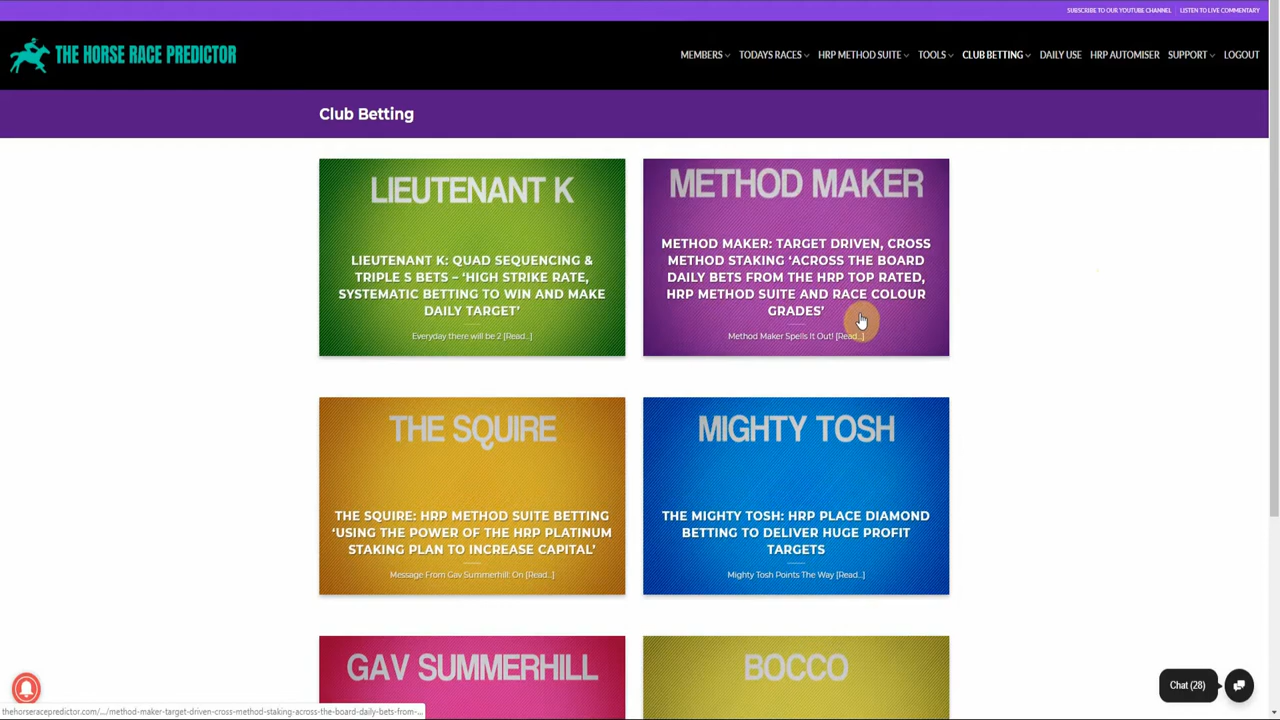 SUBSCRIBE TO OUR YOUTUBE CHANNEL LISTEN TO LIVE COMMENTARY
THE HORSE RACE PREDICTOR
MEMBERS TODAYS RACES HRP METHOD SUITE TOOLS CLUB BETTING DAILY USE HRP AUTOMISER SUPPORT LOGOUT
Club Betting
LIEUTENANT K
LIEUTENANT K: QUAD SEQUENCING &
TRIPLE S BETS – ‘HIGH STRIKE RATE,
SYSTEMATIC BETTING TO WIN AND MAKE
DAILY TARGET’
Everyday there will be 2 [Read...]
METHOD MAKER
METHOD MAKER: TARGET DRIVEN, CROSS
METHOD STAKING ‘ACROSS THE BOARD
DAILY BETS FROM THE HRP TOP RATED,
HRP METHOD SUITE AND RACE COLOUR
GRADES’
Method Maker Spells It Out! [Read...]
THE SQUIRE
THE SQUIRE: HRP METHOD SUITE BETTING
‘USING THE POWER OF THE HRP PLATINUM
STAKING PLAN TO INCREASE CAPITAL’
Message From Gav Summerhill: On [Read...]
MIGHTY TOSH
THE MIGHTY TOSH: HRP PLACE DIAMOND
BETTING TO DELIVER HUGE PROFIT
TARGETS
Mighty Tosh Points The Way [Read...]
GAV SUMMERHILL
BOCCO
Chat (28)
thehorseracepredictor.com/.../method-maker-target-driven-cross-method-staking-across-the-board-daily-bets-from-...